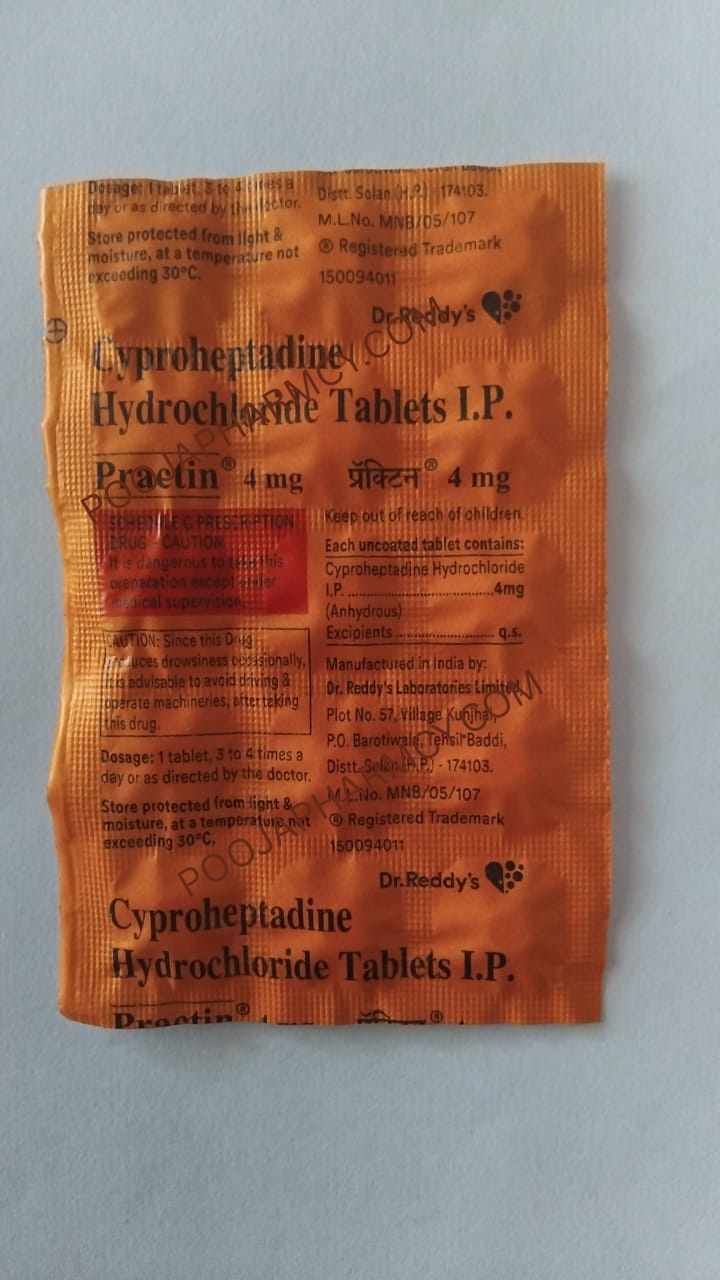 Dosage: 1 tablet, 3 to 4 times a
day or as directed by the doctor.
Store protected from light &
moisture, at a temperature not
exceeding 30°C.
Distt. Solan (H.P.) - 174103.
M.L.No. MNB/05/107
® Registered Trademark
150094011
Dr.Reddy's
Cyproheptadine
Hydrochloride Tablets I.P.
Practin® 4 mg प्रॅक्टिन® 4 mg
SCHEDULE G PRESCRIPTION
DRUG - CAUTION
It is dangerous to take this
preparation except under
medical supervision.
CAUTION: Since this Drug
produces drowsiness occasionally,
it is advisable to avoid driving &
operate machineries, after taking
this drug.
Dosage: 1 tablet, 3 to 4 times a
day or as directed by the doctor.
Store protected from light &
moisture, at a temperature not
exceeding 30°C.
Keep out of reach of children.
Each uncoated tablet contains:
Cyproheptadine Hydrochloride
I.P. ................................4mg
(Anhydrous)
Excipients ........................ q.s.
Manufactured in India by:
Dr. Reddy's Laboratories Limited
Plot No. 57, Village Kunjhal,
P.O. Barotiwala, Tehsil Baddi,
Distt. Solan (H.P.) - 174103.
M.L.No. MNB/05/107
® Registered Trademark
150094011
Dr.Reddy's
Cyproheptadine
Hydrochloride Tablets I.P.
Practin® प्रॅक्टिन®
POOJAPHARMCY.COM
POOJAPHARMCY.COM